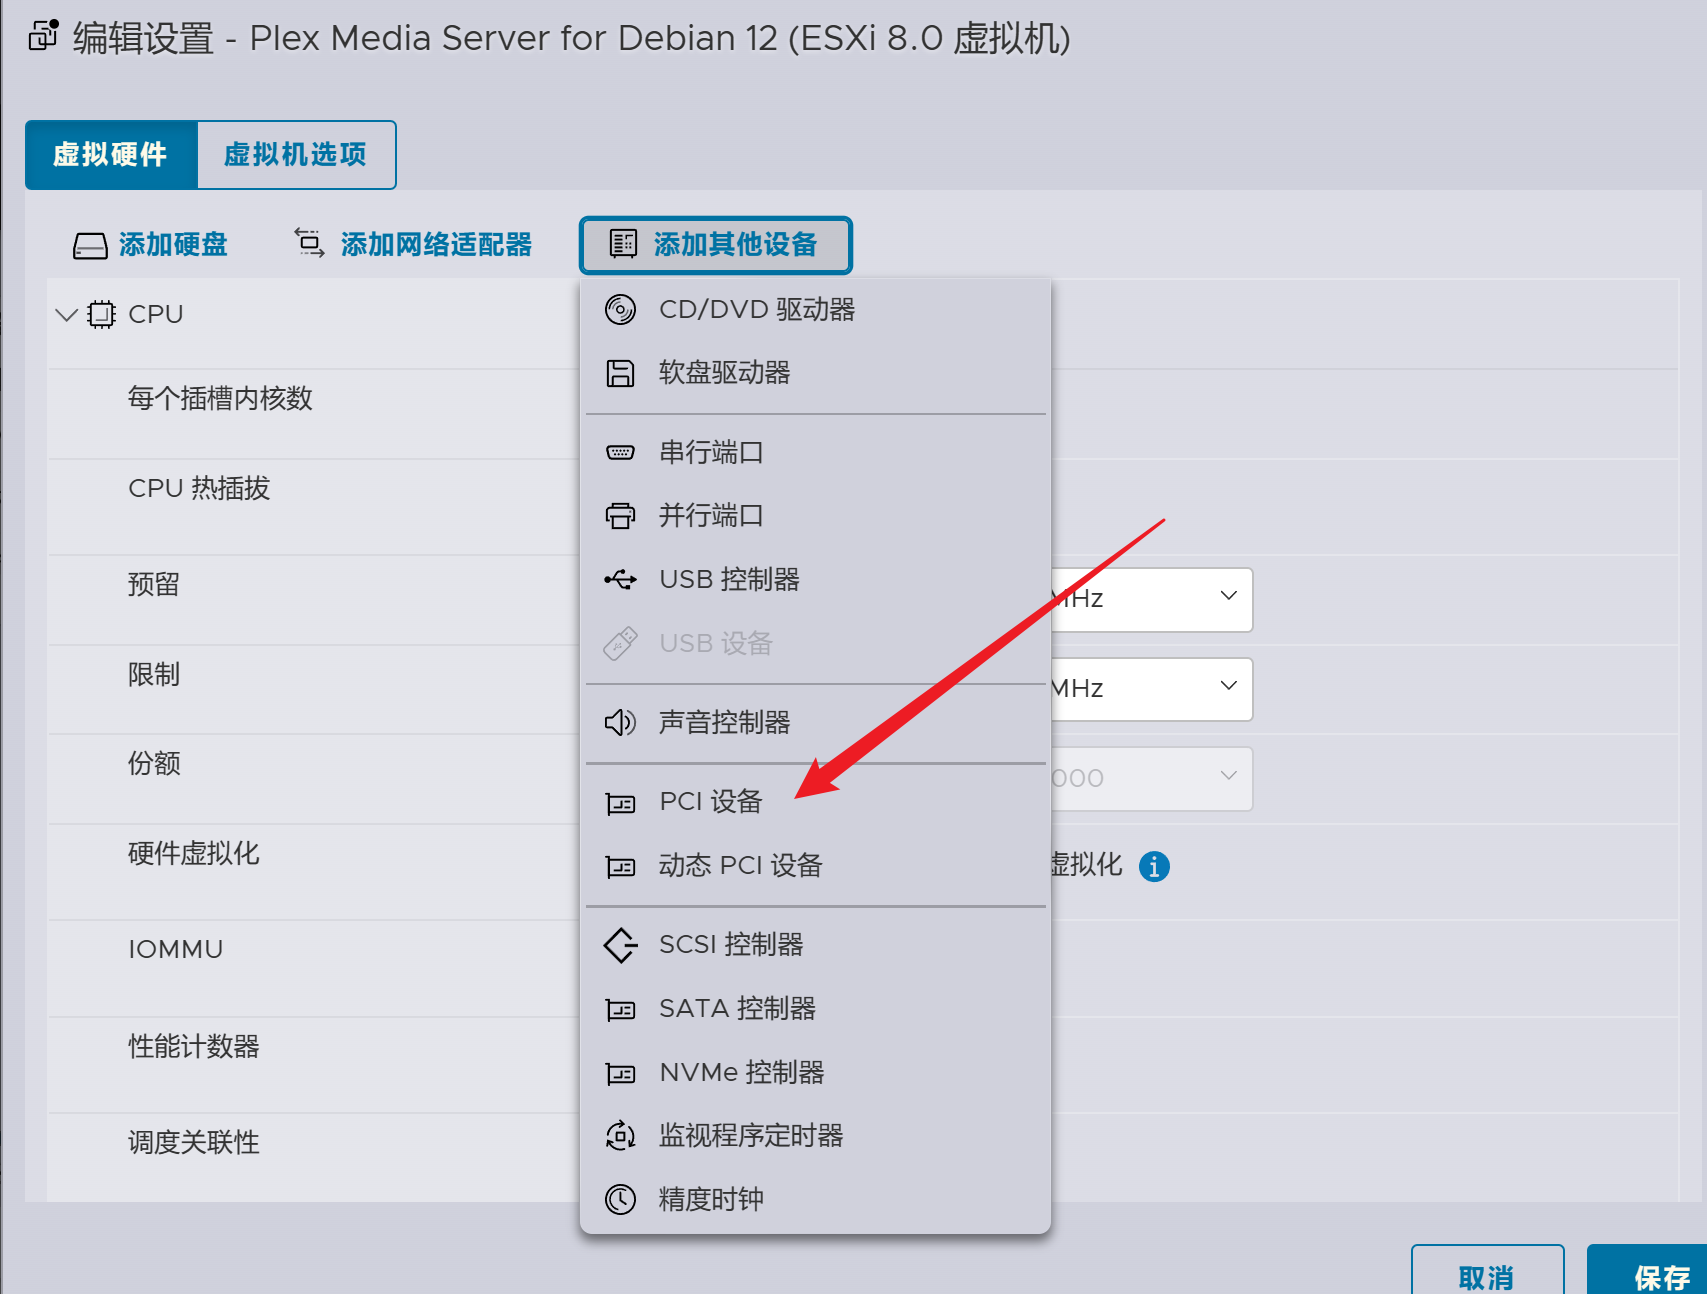 编辑设置 - Plex Media Server for Debian 12 (ESXi 8.0 虚拟机)
虚拟硬件
虚拟机选项
添加硬盘
添加网络适配器
添加其他设备
CPU
每个插槽内核数
CPU 热插拔
预留
限制
份额
硬件虚拟化
IOMMU
性能计数器
调度关联性
CD/DVD 驱动器
软盘驱动器
串行端口
并行端口
USB 控制器
USB 设备
声音控制器
PCI 设备
动态 PCI 设备
SCSI 控制器
SATA 控制器
NVMe 控制器
监视程序定时器
精度时钟
MHz
MHz
000
虚拟化
取消
保存